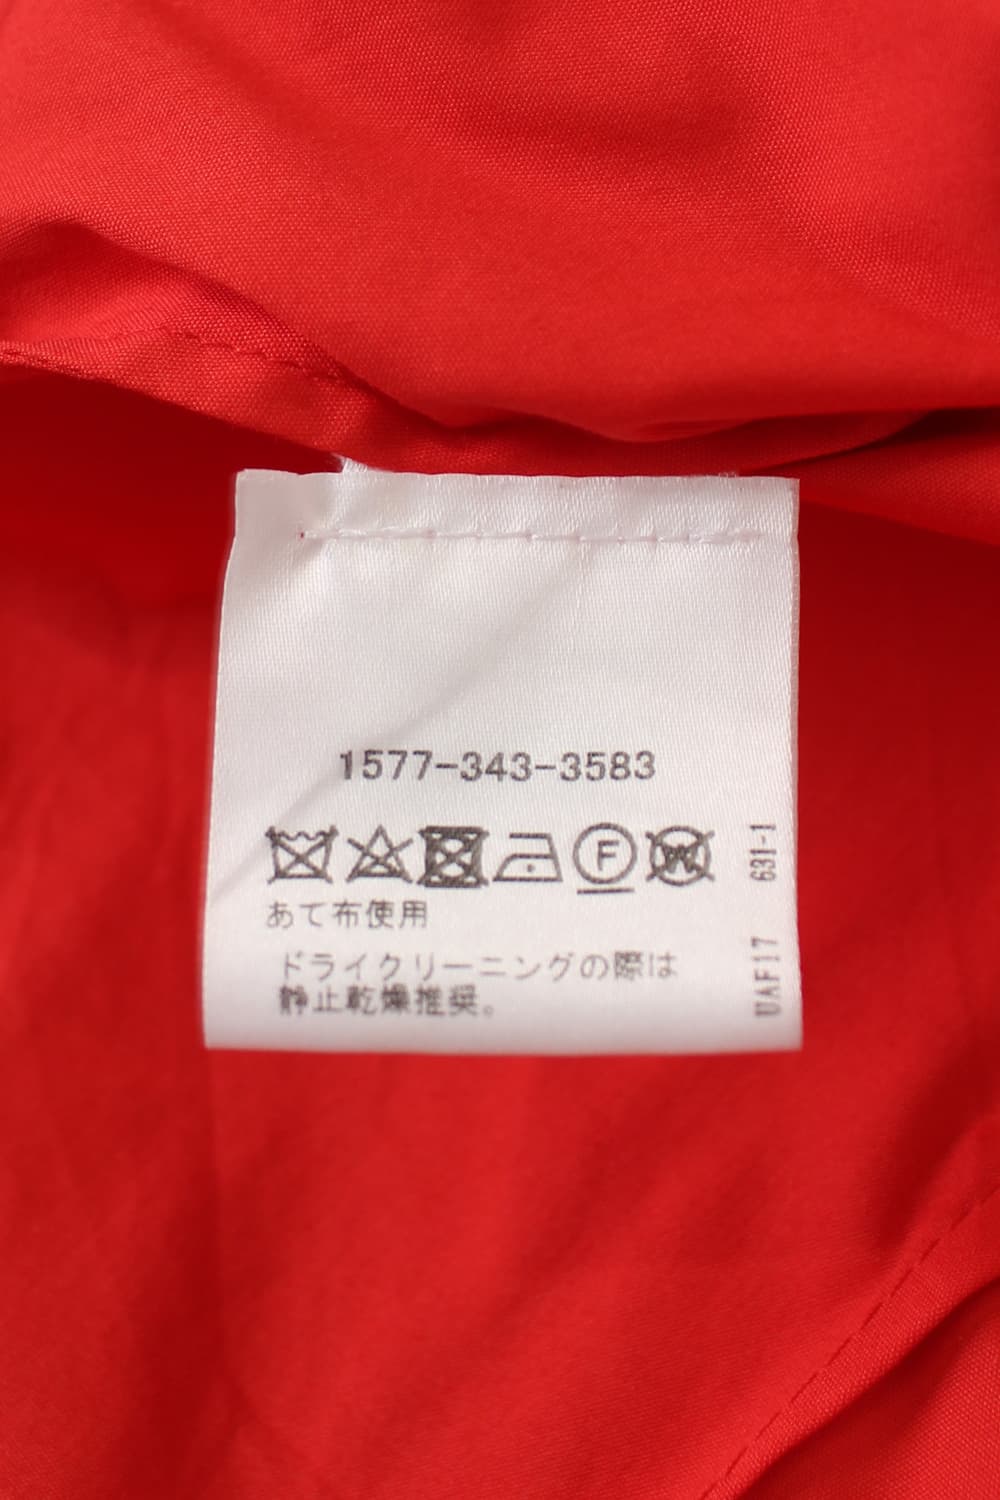 1577-343-3583
F W
あて布使用
ドライクリーニングの際は
静止乾燥推奨。
UAF17 631-1